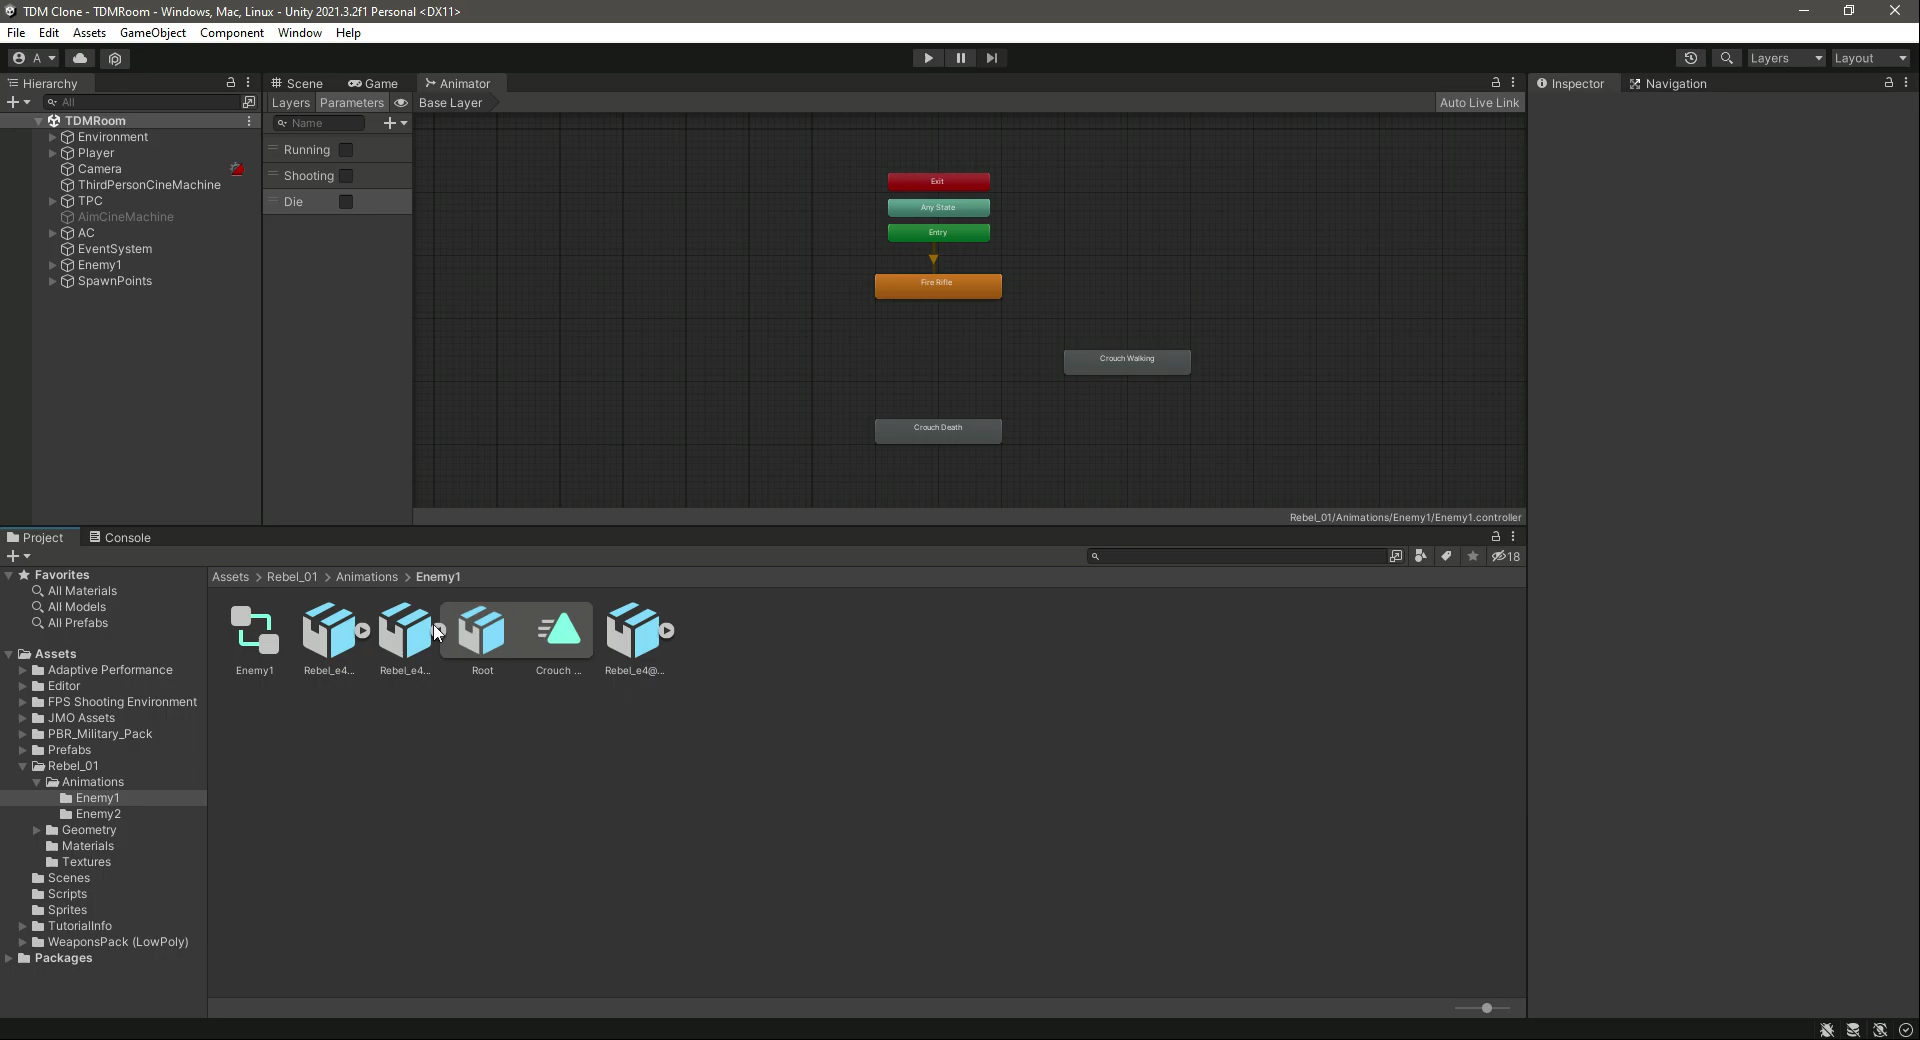 TDM Clone - TDMRoom - Windows, Mac, Linux - Unity 2021.3.2f1 Personal <DX11>
File Edit Assets GameObject Component Window Help
A Layers Layout
Hierarchy Scene Game Animator Inspector Navigation
All Layers Parameters Base Layer Auto Live Link
TDMRoom
Name
Environment
Running
Player
Camera
Shooting
ThirdPersonCineMachine
TPC
Die
AimCineMachine
AC
EventSystem
Enemy1
SpawnPoints
Exit
Any State
Entry
Fire Rifle
Crouch Walking
Crouch Death
Rebel_01/Animations/Enemy1/Enemy1.controller
Project Console
18
Favorites
All Materials
All Models
All Prefabs
Assets > Rebel_01 > Animations > Enemy1
Enemy1 Rebel_e4... Rebel_e4... Root Crouch ... Rebel_e4@...
Assets
Adaptive Performance
Editor
FPS Shooting Environment
JMO Assets
PBR_Military_Pack
Prefabs
Rebel_01
Animations
Enemy1
Enemy2
Geometry
Materials
Textures
Scenes
Scripts
Sprites
TutorialInfo
WeaponsPack (LowPoly)
Packages